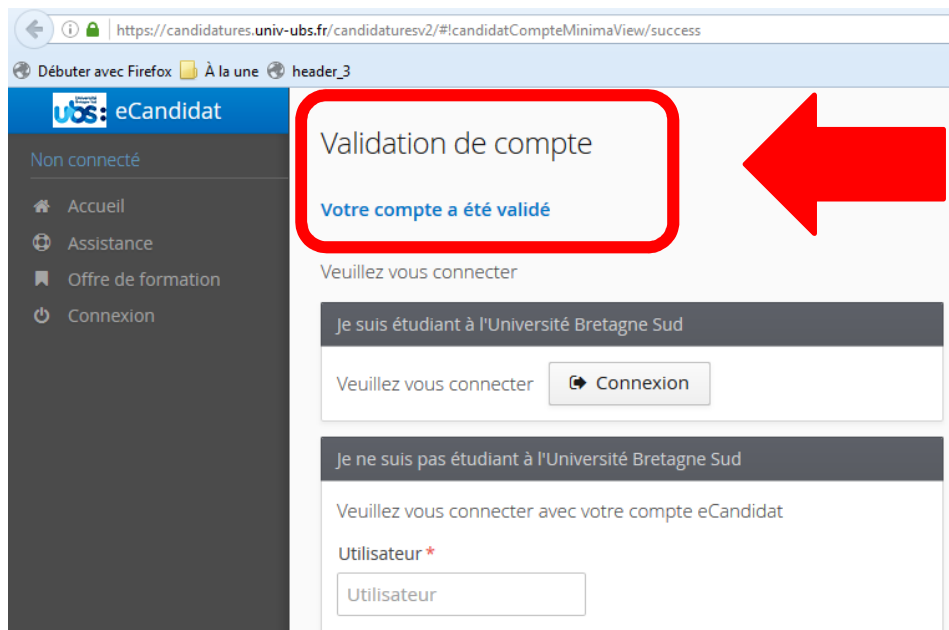 https://candidatures.univ-ubs.fr/candidaturesv2/#!candidatCompteMinimaView/success
Débuter avec Firefox À la une header_3
ubs: eCandidat
Non connecté
Accueil
Assistance
Offre de formation
Connexion
Validation de compte
Votre compte a été validé
Veuillez vous connecter
Je suis étudiant à l'Université Bretagne Sud
Veuillez vous connecter Connexion
Je ne suis pas étudiant à l'Université Bretagne Sud
Veuillez vous connecter avec votre compte eCandidat
Utilisateur *
Utilisateur